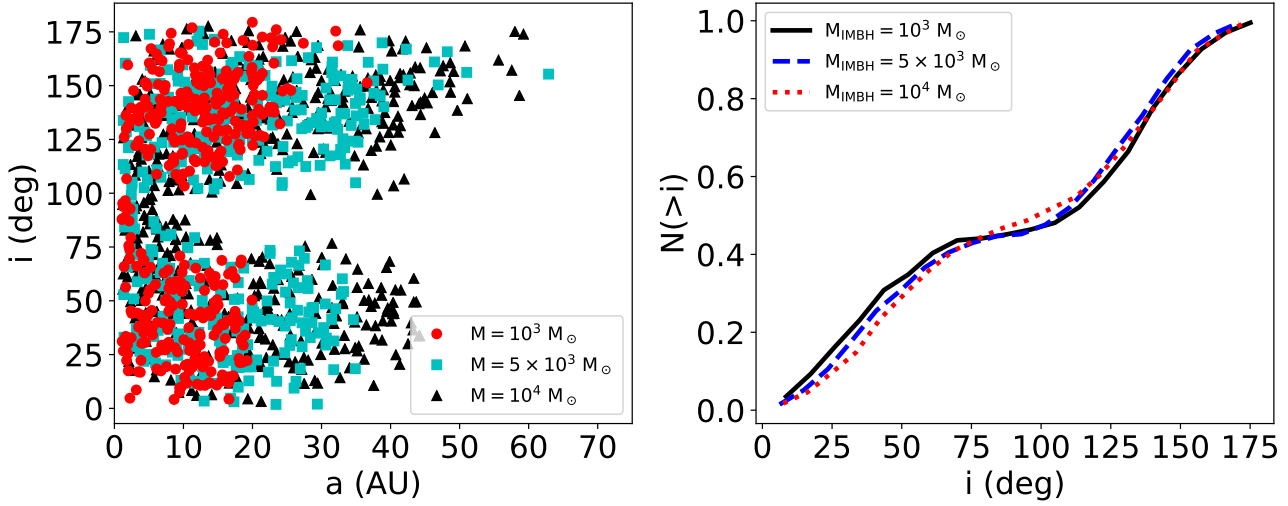 175
150
125
100
75
50
25
0
i (deg)
0 10 20 30 40 50 60 70
a (AU)
M = 10³ M⊙
M = 5 × 10³ M⊙
M = 10⁴ M⊙
1.0
0.8
0.6
0.4
0.2
0.0
N(>i)
0 25 50 75 100 125 150 175
i (deg)
M_IMBH = 10³ M⊙
M_IMBH = 5 × 10³ M⊙
M_IMBH = 10⁴ M⊙